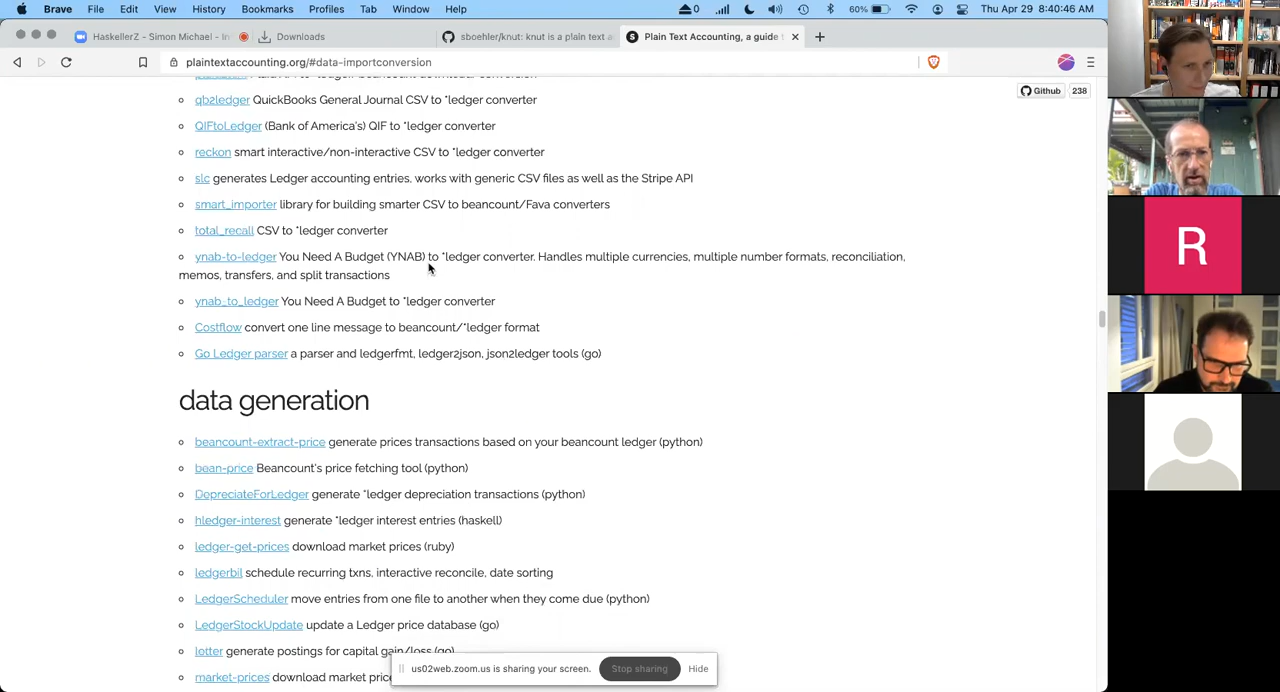 Brave File Edit View History Bookmarks Profiles Tab Window Help 0 60% Thu Apr 29 8:40:46 AM
HaskellerZ - Simon Michael - In
Downloads
sboehler/knut: knut is a plain text a
Plain Text Accounting, a guide t
plaintextaccounting.org/#data-importconversion
Github 238
qb2ledger QuickBooks General Journal CSV to *ledger converter
QIFtoLedger (Bank of America's) QIF to *ledger converter
reckon smart interactive/non-interactive CSV to *ledger converter
slc generates Ledger accounting entries, works with generic CSV files as well as the Stripe API
smart_importer library for building smarter CSV to beancount/Fava converters
total_recall CSV to *ledger converter
ynab-to-ledger You Need A Budget (YNAB) to *ledger converter. Handles multiple currencies, multiple number formats, reconciliation,
memos, transfers, and split transactions
ynab_to_ledger You Need A Budget to *ledger converter
Costflow convert one line message to beancount/*ledger format
Go Ledger parser a parser and ledgerfmt, ledger2json, json2ledger tools (go)
data generation
beancount-extract-price generate prices transactions based on your beancount ledger (python)
bean-price Beancount's price fetching tool (python)
DepreciateForLedger generate *ledger depreciation transactions (python)
hledger-interest generate *ledger interest entries (haskell)
ledger-get-prices download market prices (ruby)
ledgerbil schedule recurring txns, interactive reconcile, date sorting
LedgerScheduler move entries from one file to another when they come due (python)
LedgerStockUpdate update a Ledger price database (go)
lotter generate postings for capital gain/loss (go)
market-prices download market price
us02web.zoom.us is sharing your screen. Stop sharing Hide
R